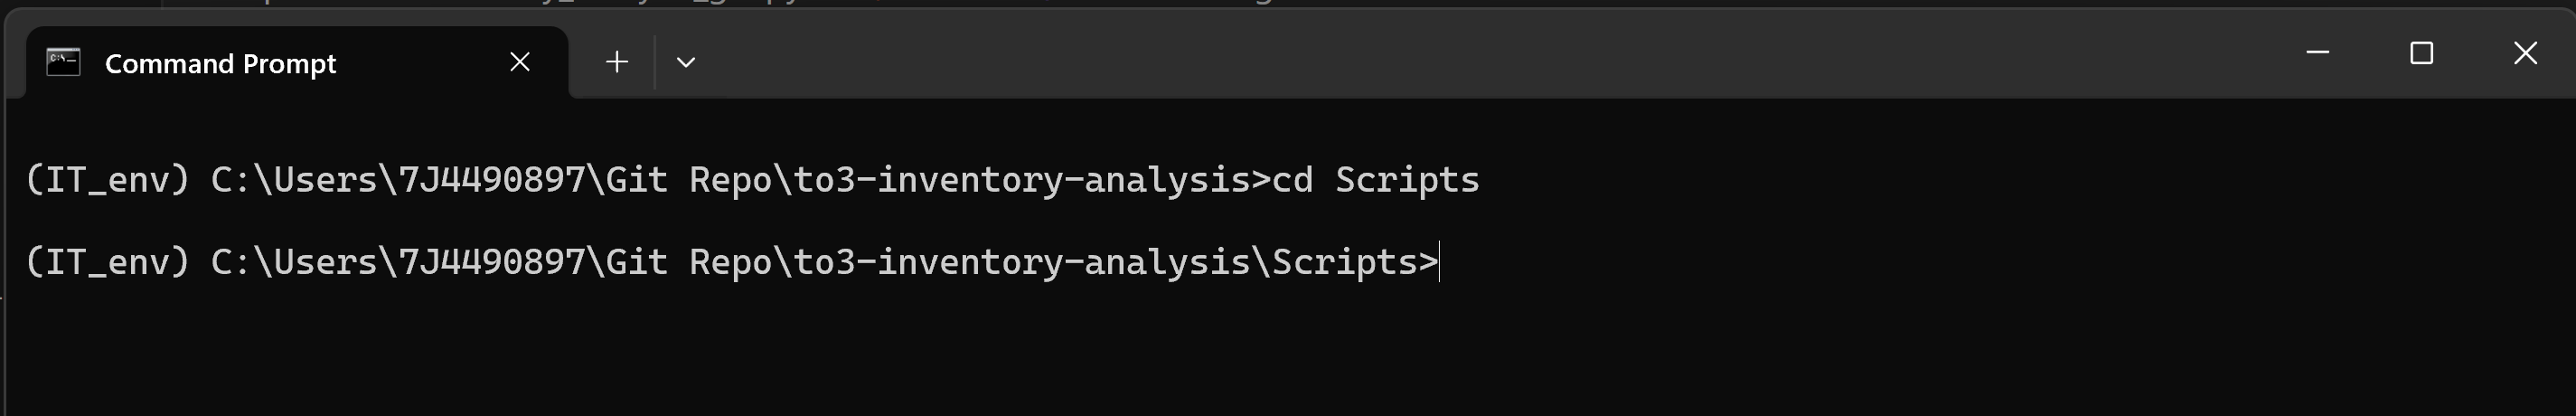 Command Prompt
(IT_env) C:\Users\7J4490897\Git Repo\to3-inventory-analysis>cd Scripts
(IT_env) C:\Users\7J4490897\Git Repo\to3-inventory-analysis\Scripts>